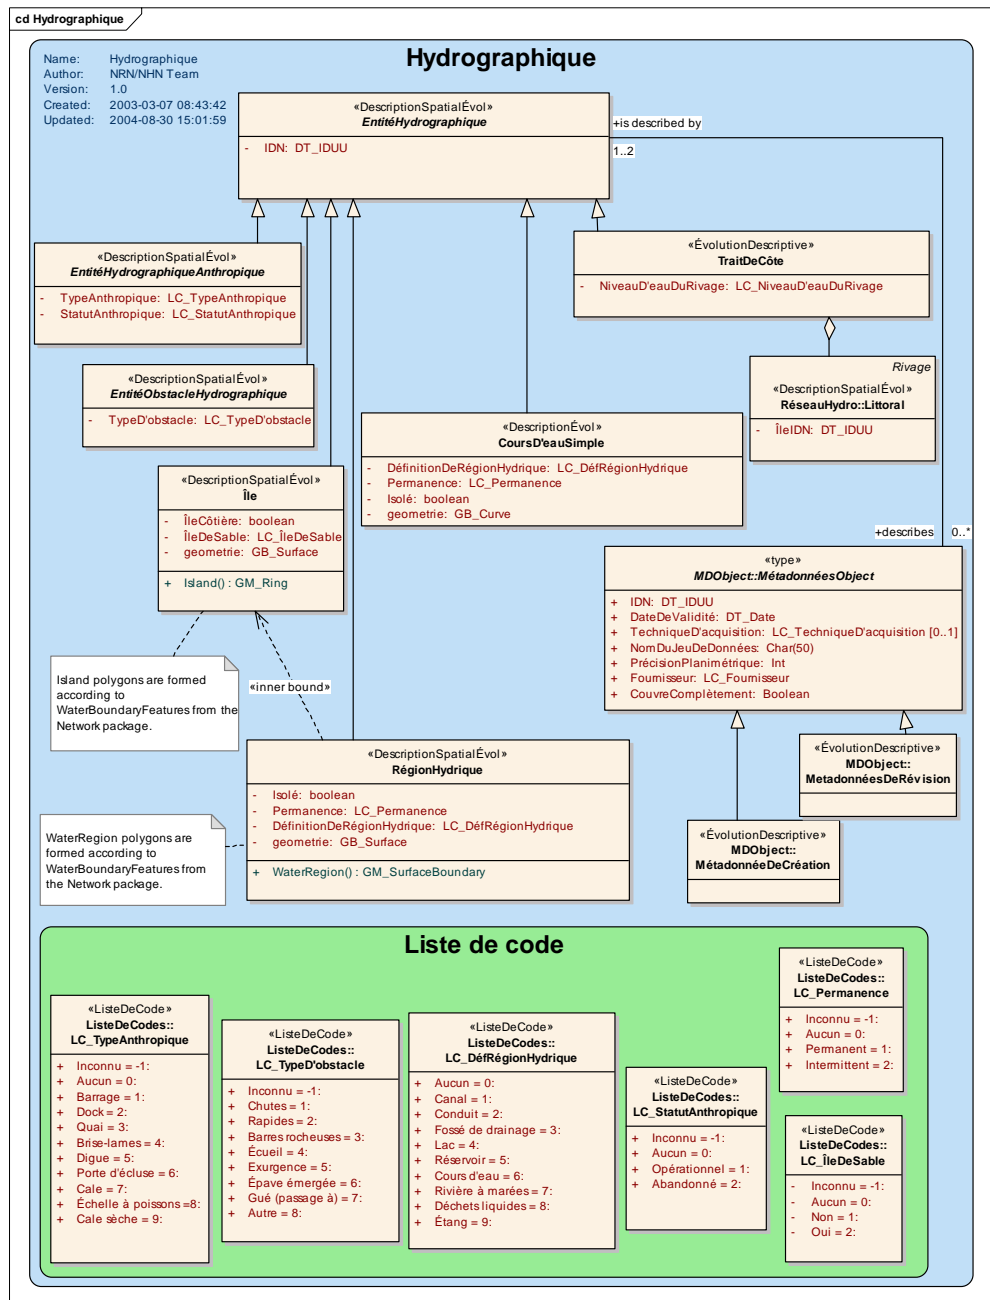 cd Hydrographique
Hydrographique
Name: Hydrographique
Author: NRN/NHN Team
Version: 1.0
Created: 2003-03-07 08:43:42
Updated: 2004-08-30 15:01:59
«DescriptionSpatialÉvol»
EntitéHydrographique
- IDN: DT_IDUU
+is described by
1..2
«DescriptionSpatialÉvol»
EntitéHydrographiqueAnthropique
- TypeAnthropique: LC_TypeAnthropique
- StatutAnthropique: LC_StatutAnthropique
«ÉvolutionDescriptive»
TraitDeCôte
- NiveauD'eauDuRivage: LC_NiveauD'eauDuRivage
«DescriptionSpatialÉvol»
EntitéObstacleHydrographique
- TypeD'obstacle: LC_TypeD'obstacle
Rivage
«DescriptionSpatialÉvol»
RéseauHydro::Littoral
- ÎleIDN: DT_IDUU
«DescriptionÉvol»
CoursD'eauSimple
- DéfinitionDeRégionHydrique: LC_DéfRégionHydrique
- Permanence: LC_Permanence
- Isolé: boolean
- geometrie: GB_Curve
«DescriptionSpatialÉvol»
Île
- ÎleCôtière: boolean
- ÎleDeSable: LC_ÎleDeSable
- geometrie: GB_Surface
+ Island() : GM_Ring
+describes 0..*
«type»
MDObject::MétadonnéesObject
+ IDN: DT_IDUU
+ DateDeValidité: DT_Date
+ TechniqueD'acquisition: LC_TechniqueD'acquisition [0..1]
+ NomDuJeuDeDonnées: Char(50)
+ PrécisionPlanimétrique: Int
+ Fournisseur: LC_Fournisseur
+ CouvreComplètement: Boolean
Island polygons are formed
according to
WaterBoundaryFeatures from the
Network package.
«inner bound»
«ÉvolutionDescriptive»
MDObject::
MetadonnéesDeRévision
«DescriptionSpatialÉvol»
RégionHydrique
- Isolé: boolean
- Permanence: LC_Permanence
- DéfinitionDeRégionHydrique: LC_DéfRégionHydrique
- geometrie: GB_Surface
+ WaterRegion() : GM_SurfaceBoundary
«ÉvolutionDescriptive»
MDObject::
MétadonnéeDeCréation
WaterRegion polygons are
formed according to
WaterBoundaryFeatures from
the Network package.
Liste de code
«ListeDeCode»
ListeDeCodes::
LC_TypeAnthropique
+ Inconnu = -1:
+ Aucun = 0:
+ Barrage = 1:
+ Dock = 2:
+ Quai = 3:
+ Brise-lames = 4:
+ Digue = 5:
+ Porte d'écluse = 6:
+ Cale = 7:
+ Échelle à poissons =8:
+ Cale sèche = 9:
«ListeDeCode»
ListeDeCodes::
LC_TypeD'obstacle
+ Inconnu = -1:
+ Chutes = 1:
+ Rapides = 2:
+ Barres rocheuses = 3:
+ Écueil = 4:
+ Exurgence = 5:
+ Épave émergée = 6:
+ Gué (passage à) = 7:
+ Autre = 8:
«ListeDeCode»
ListeDeCodes::
LC_DéfRégionHydrique
+ Aucun = 0:
+ Canal = 1:
+ Conduit = 2:
+ Fossé de drainage = 3:
+ Lac = 4:
+ Réservoir = 5:
+ Cours d'eau = 6:
+ Rivière à marées = 7:
+ Déchets liquides = 8:
+ Étang = 9:
«ListeDeCode»
ListeDeCodes::
LC_StatutAnthropique
+ Inconnu = -1:
+ Aucun = 0:
+ Opérationnel = 1:
+ Abandonné = 2:
«ListeDeCode»
ListeDeCodes::
LC_Permanence
+ Inconnu = -1:
+ Aucun = 0:
+ Permanent = 1:
+ Intermittent = 2:
«ListeDeCode»
ListeDeCodes::
LC_ÎleDeSable
- Inconnu = -1:
- Aucun = 0:
- Non = 1:
- Oui = 2: